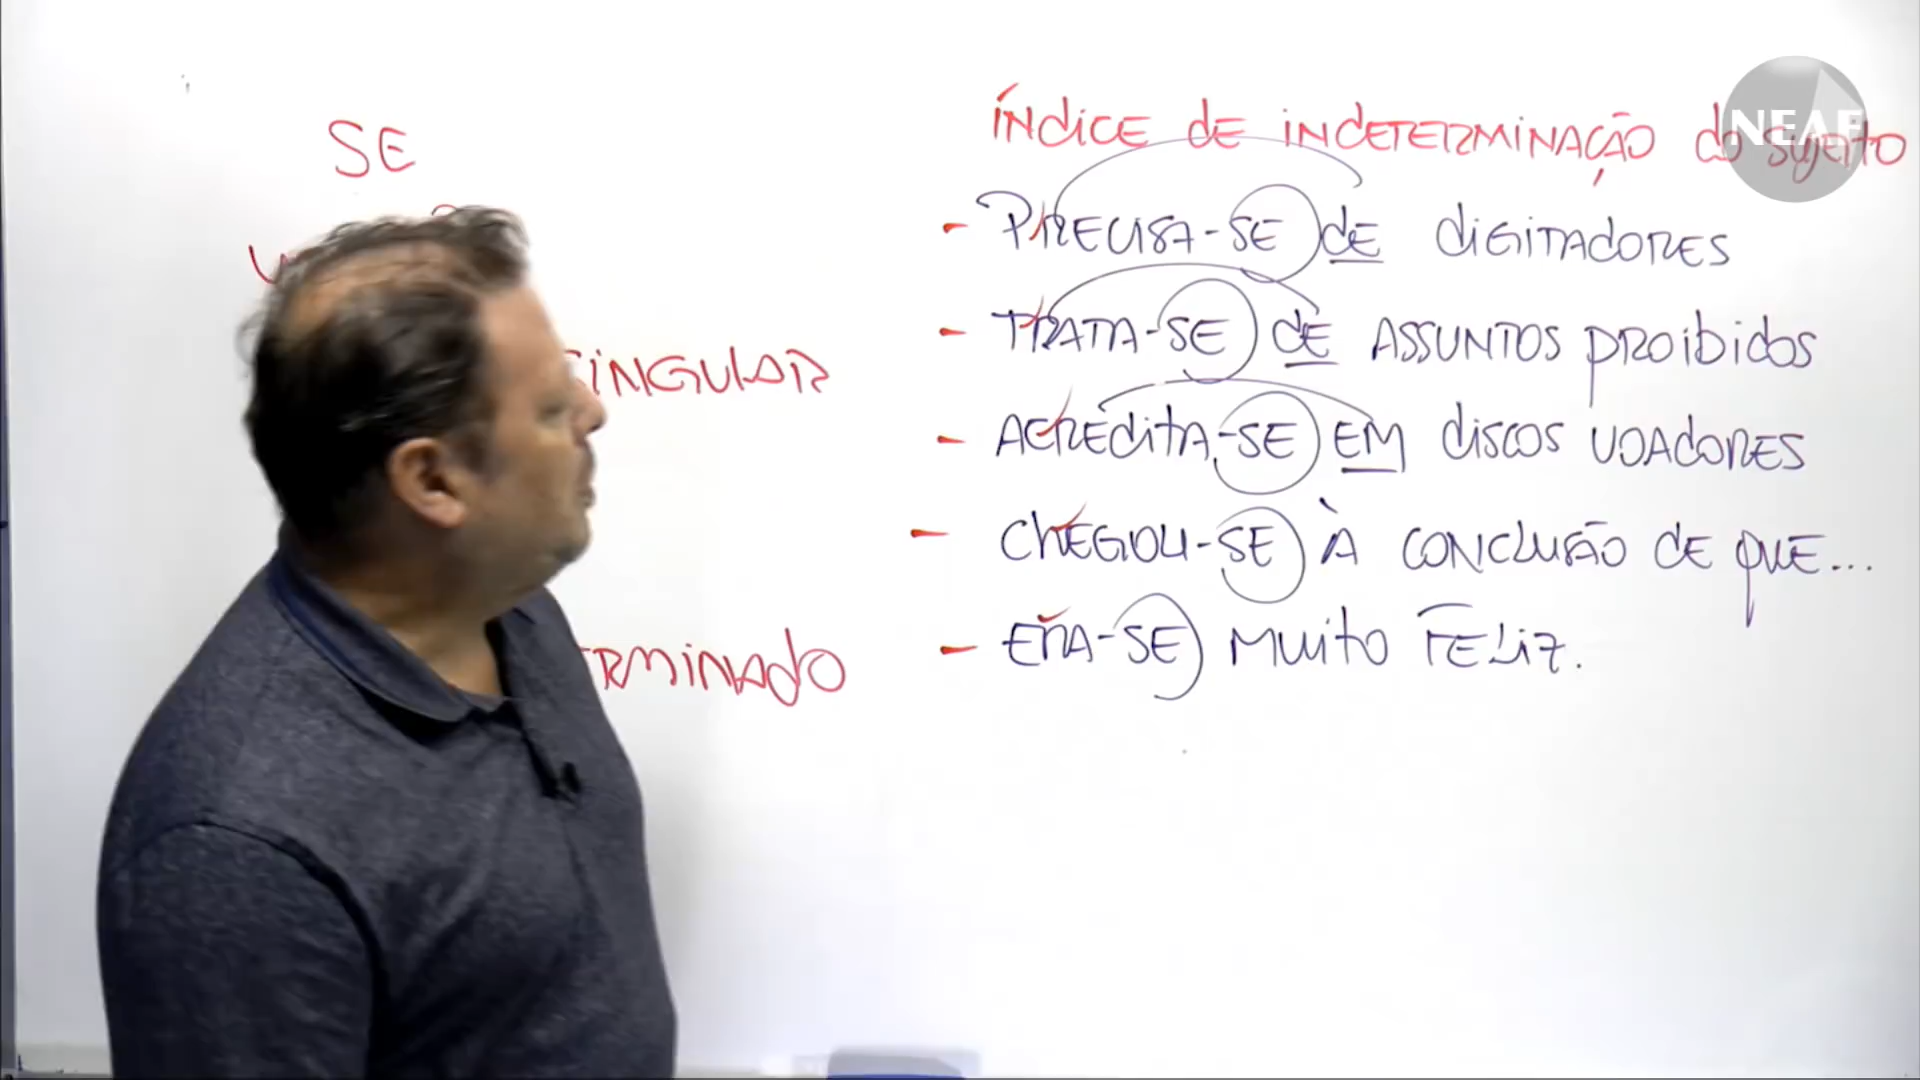 SE
SINGULAR
TERMINADO
ÍNDICE DE INDETERMINAÇÃO do sujeito
NEAF
- PRECISA-SE DE digitadores
- TRATA-SE DE ASSUNTOS proibidos
- ACREDITA-SE EM discos voadores
- CHEGOU-SE À CONCLUSÃO DE QUE...
- ERA-SE MUITO FELIZ.